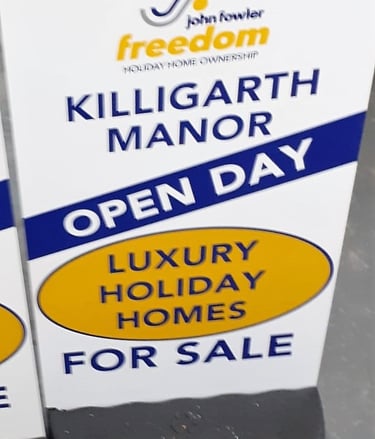 john fowler
freedom
HOLIDAY HOME OWNERSHIP
KILLIGARTH
MANOR
OPEN DAY
LUXURY
HOLIDAY
HOMES
FOR SALE
E